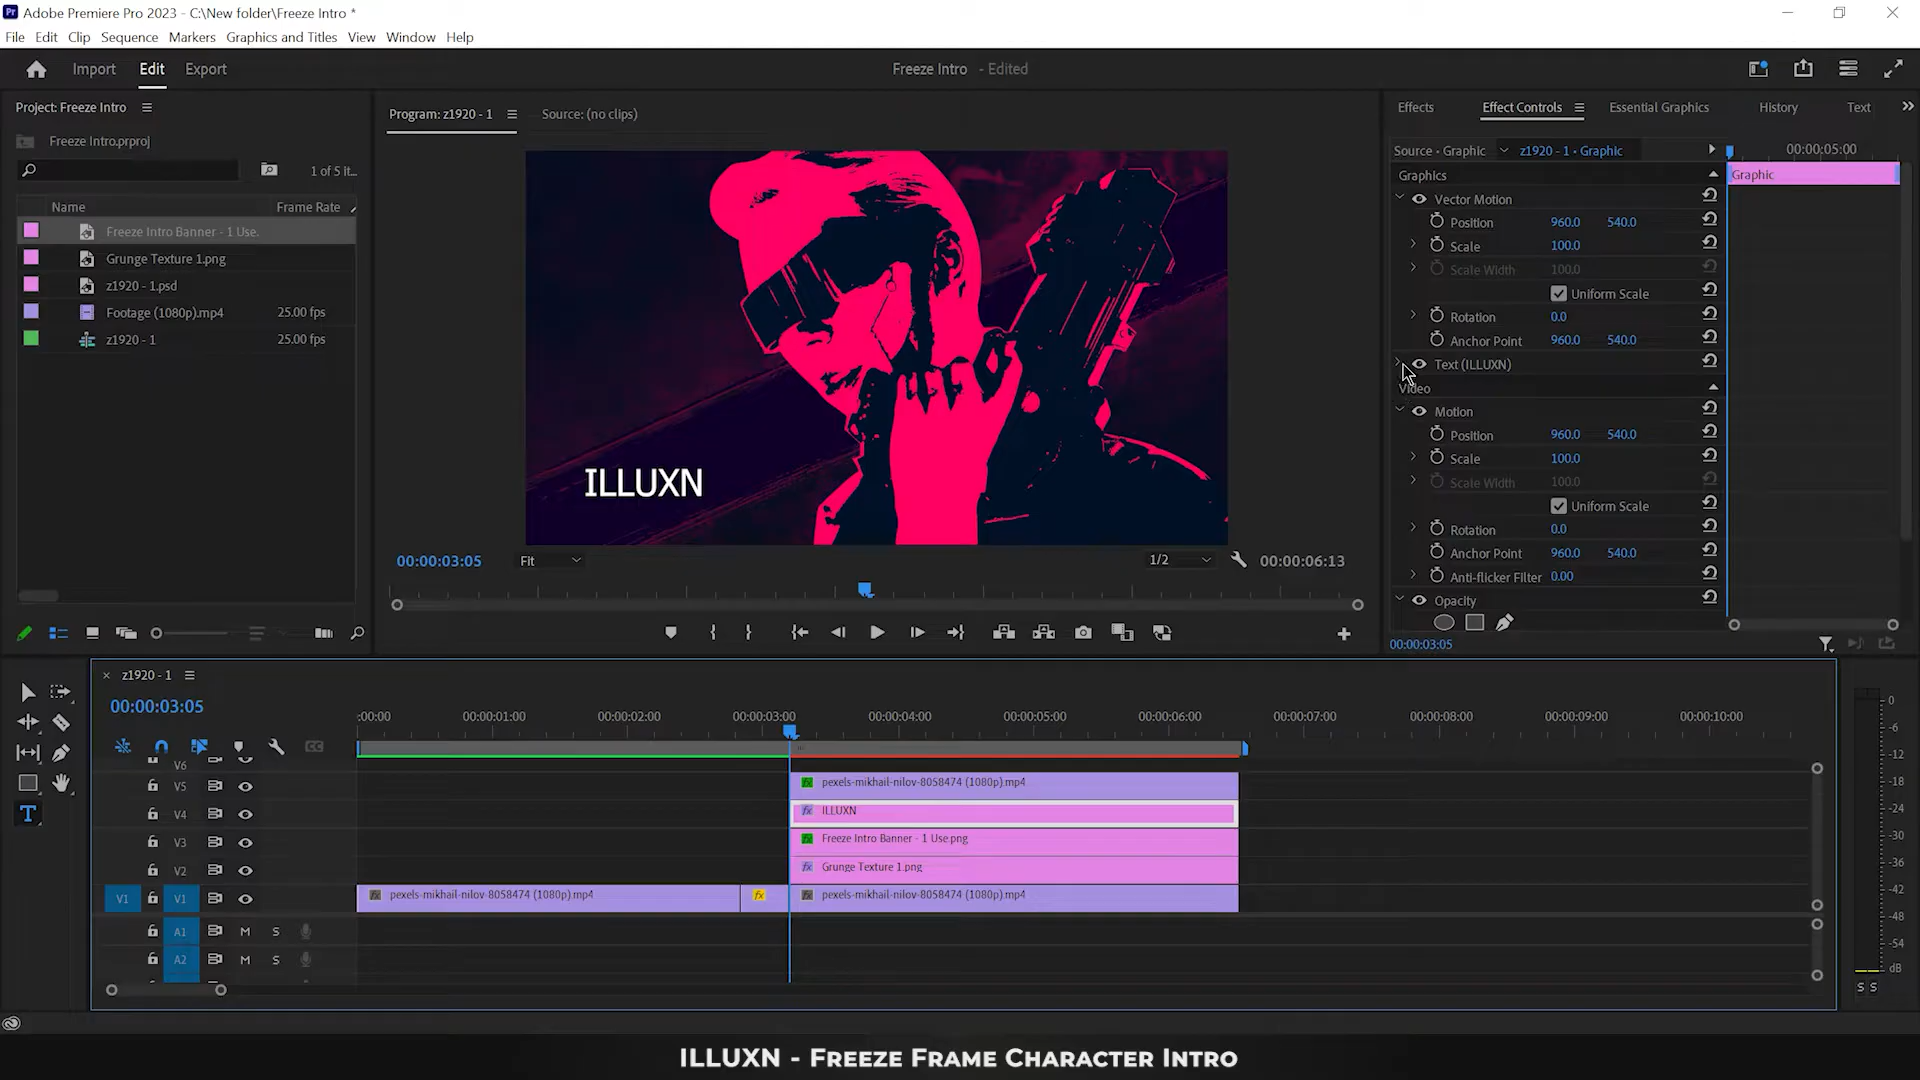 Pr Adobe Premiere Pro 2023 - C:\New folder\Freeze Intro *
File Edit Clip Sequence Markers Graphics and Titles View Window Help
Import Edit Export
Freeze Intro - Edited
Project: Freeze Intro
Freeze Intro.prproj
1 of 5 it...
Name Frame Rate
Freeze Intro Banner - 1 Use.
Grunge Texture 1.png
z1920 - 1.psd
Footage (1080p).mp4 25.00 fps
z1920 - 1 25.00 fps
Program: z1920 - 1 Source: (no clips)
ILLUXN
00:00:03:05 Fit 1/2 00:00:06:13
Effects Effect Controls Essential Graphics History Text
Source • Graphic z1920 - 1 • Graphic 00:00:05:00
Graphics Graphic
Vector Motion
Position 960.0 540.0
Scale 100.0
Scale Width 100.0
Uniform Scale
Rotation 0.0
Anchor Point 960.0 540.0
Text (ILLUXN)
Video
Motion
Position 960.0 540.0
Scale 100.0
Scale Width 100.0
Uniform Scale
Rotation 0.0
Anchor Point 960.0 540.0
Anti-flicker Filter 0.00
Opacity
00:00:03:05
z1920 - 1
00:00:03:05
:00:00 00:00:01:00 00:00:02:00 00:00:03:00 00:00:04:00 00:00:05:00 00:00:06:00 00:00:07:00 00:00:08:00 00:00:09:00 00:00:10:00
CC
V6
V5 fx pexels-mikhail-nilov-8058474 (1080p).mp4
V4 fx ILLUXN
V3 fx Freeze Intro Banner - 1 Use.png
V2 fx Grunge Texture 1.png
V1 V1 fx pexels-mikhail-nilov-8058474 (1080p).mp4 fx fx pexels-mikhail-nilov-8058474 (1080p).mp4
A1 M S
A2 M S
T
0
-6
-12
-18
-24
-30
-36
-42
-48
-54
dB
S S
ILLUXN - Freeze Frame Character Intro